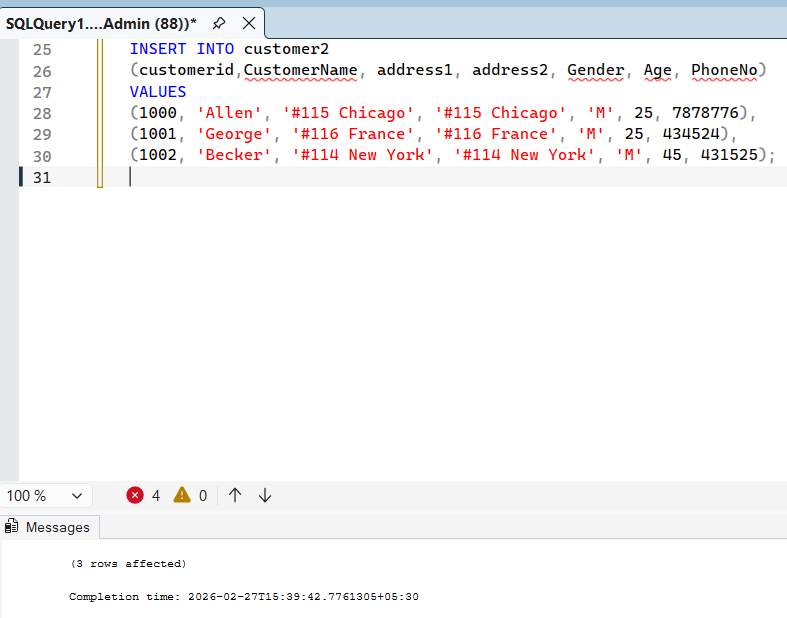 SQLQuery1....Admin (88))*
25 INSERT INTO customer2
26 (customerid,CustomerName, address1, address2, Gender, Age, PhoneNo)
27 VALUES
28 (1000, 'Allen', '#115 Chicago', '#115 Chicago', 'M', 25, 7878776),
29 (1001, 'George', '#116 France', '#116 France', 'M', 25, 434524),
30 (1002, 'Becker', '#114 New York', '#114 New York', 'M', 45, 431525);
31
100 % 4 0
Messages
(3 rows affected)
Completion time: 2026-02-27T15:39:42.7761305+05:30